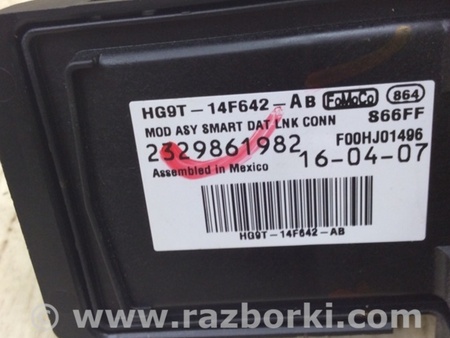 HG9T-14F642-AB FoMoCo 864
MOD ASY SMART DAT LNK CONN 866FF
2329861982 F00HJ01496
Assembled in Mexico 16-04-07
HG9T-14F642-AB
www.razborki.com